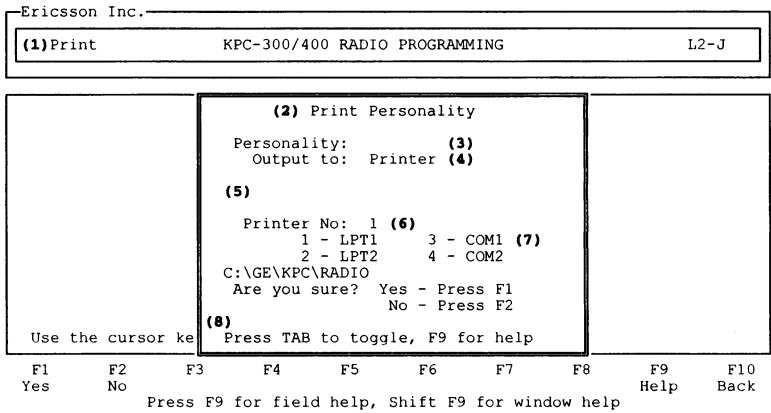 Ericsson Inc.
(1)Print KPC-300/400 RADIO PROGRAMMING L2-J
(2) Print Personality
Personality: (3)
Output to: Printer (4)
(5)
Printer No: 1 (6)
1 - LPT1 3 - COM1 (7)
2 - LPT2 4 - COM2
C:\GE\KPC\RADIO
Are you sure? Yes - Press F1
No - Press F2
(8)
Use the cursor ke Press TAB to toggle, F9 for help
F1 F2 F3 F4 F5 F6 F7 F8 F9 F10
Yes No Help Back
Press F9 for field help, Shift F9 for window help